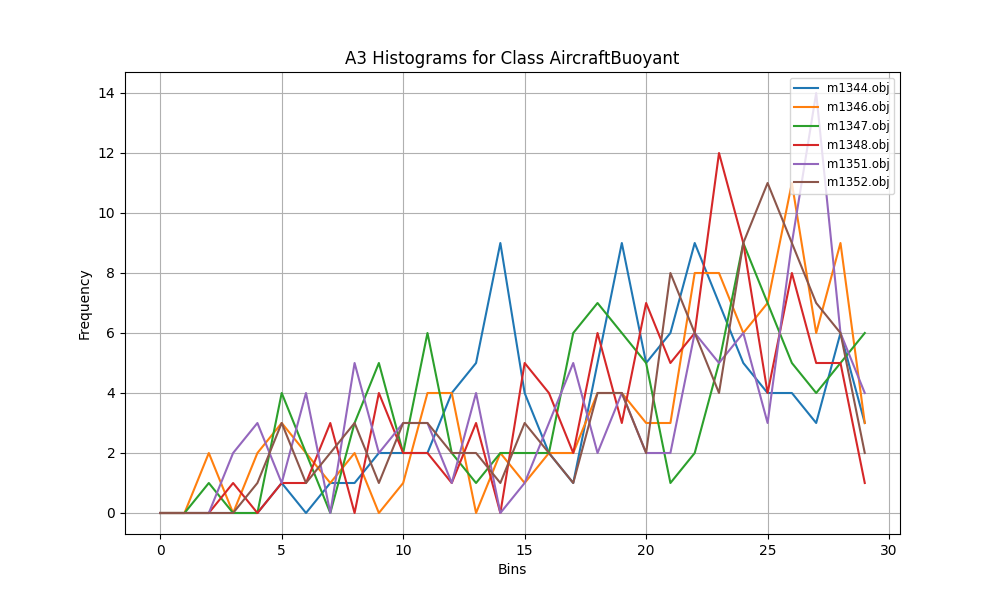 A3 Histograms for Class AircraftBuoyant
Frequency
14
12
10
8
6
4
2
0
0 5 10 15 20 25 30
Bins
m1344.obj
m1346.obj
m1347.obj
m1348.obj
m1351.obj
m1352.obj